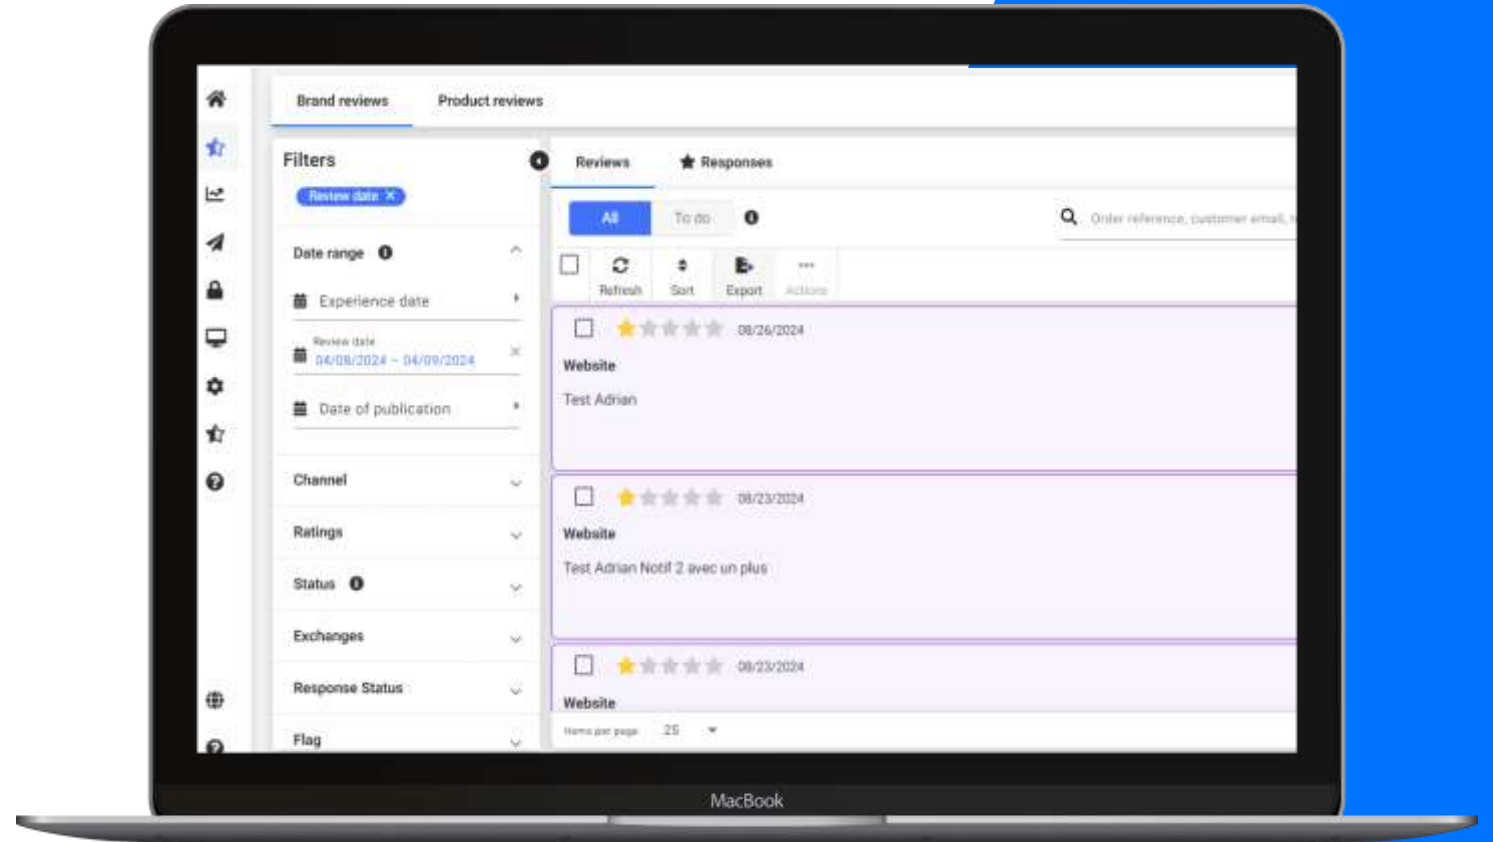 Brand reviews
Product reviews
Filters
Review date ×
Date range
Experience date
Review date
04/08/2024 – 04/09/2024
Date of publication
Channel
Ratings
Status
Exchanges
Response Status
Flag
Reviews
Responses
All
To do
Order reference, customer email,
Refresh
Sort
Export
Actions
08/26/2024
Website
Test Adrian
08/23/2024
Website
Test Adrian Notif 2 avec un plus
08/23/2024
Website
Items per page
25
MacBook